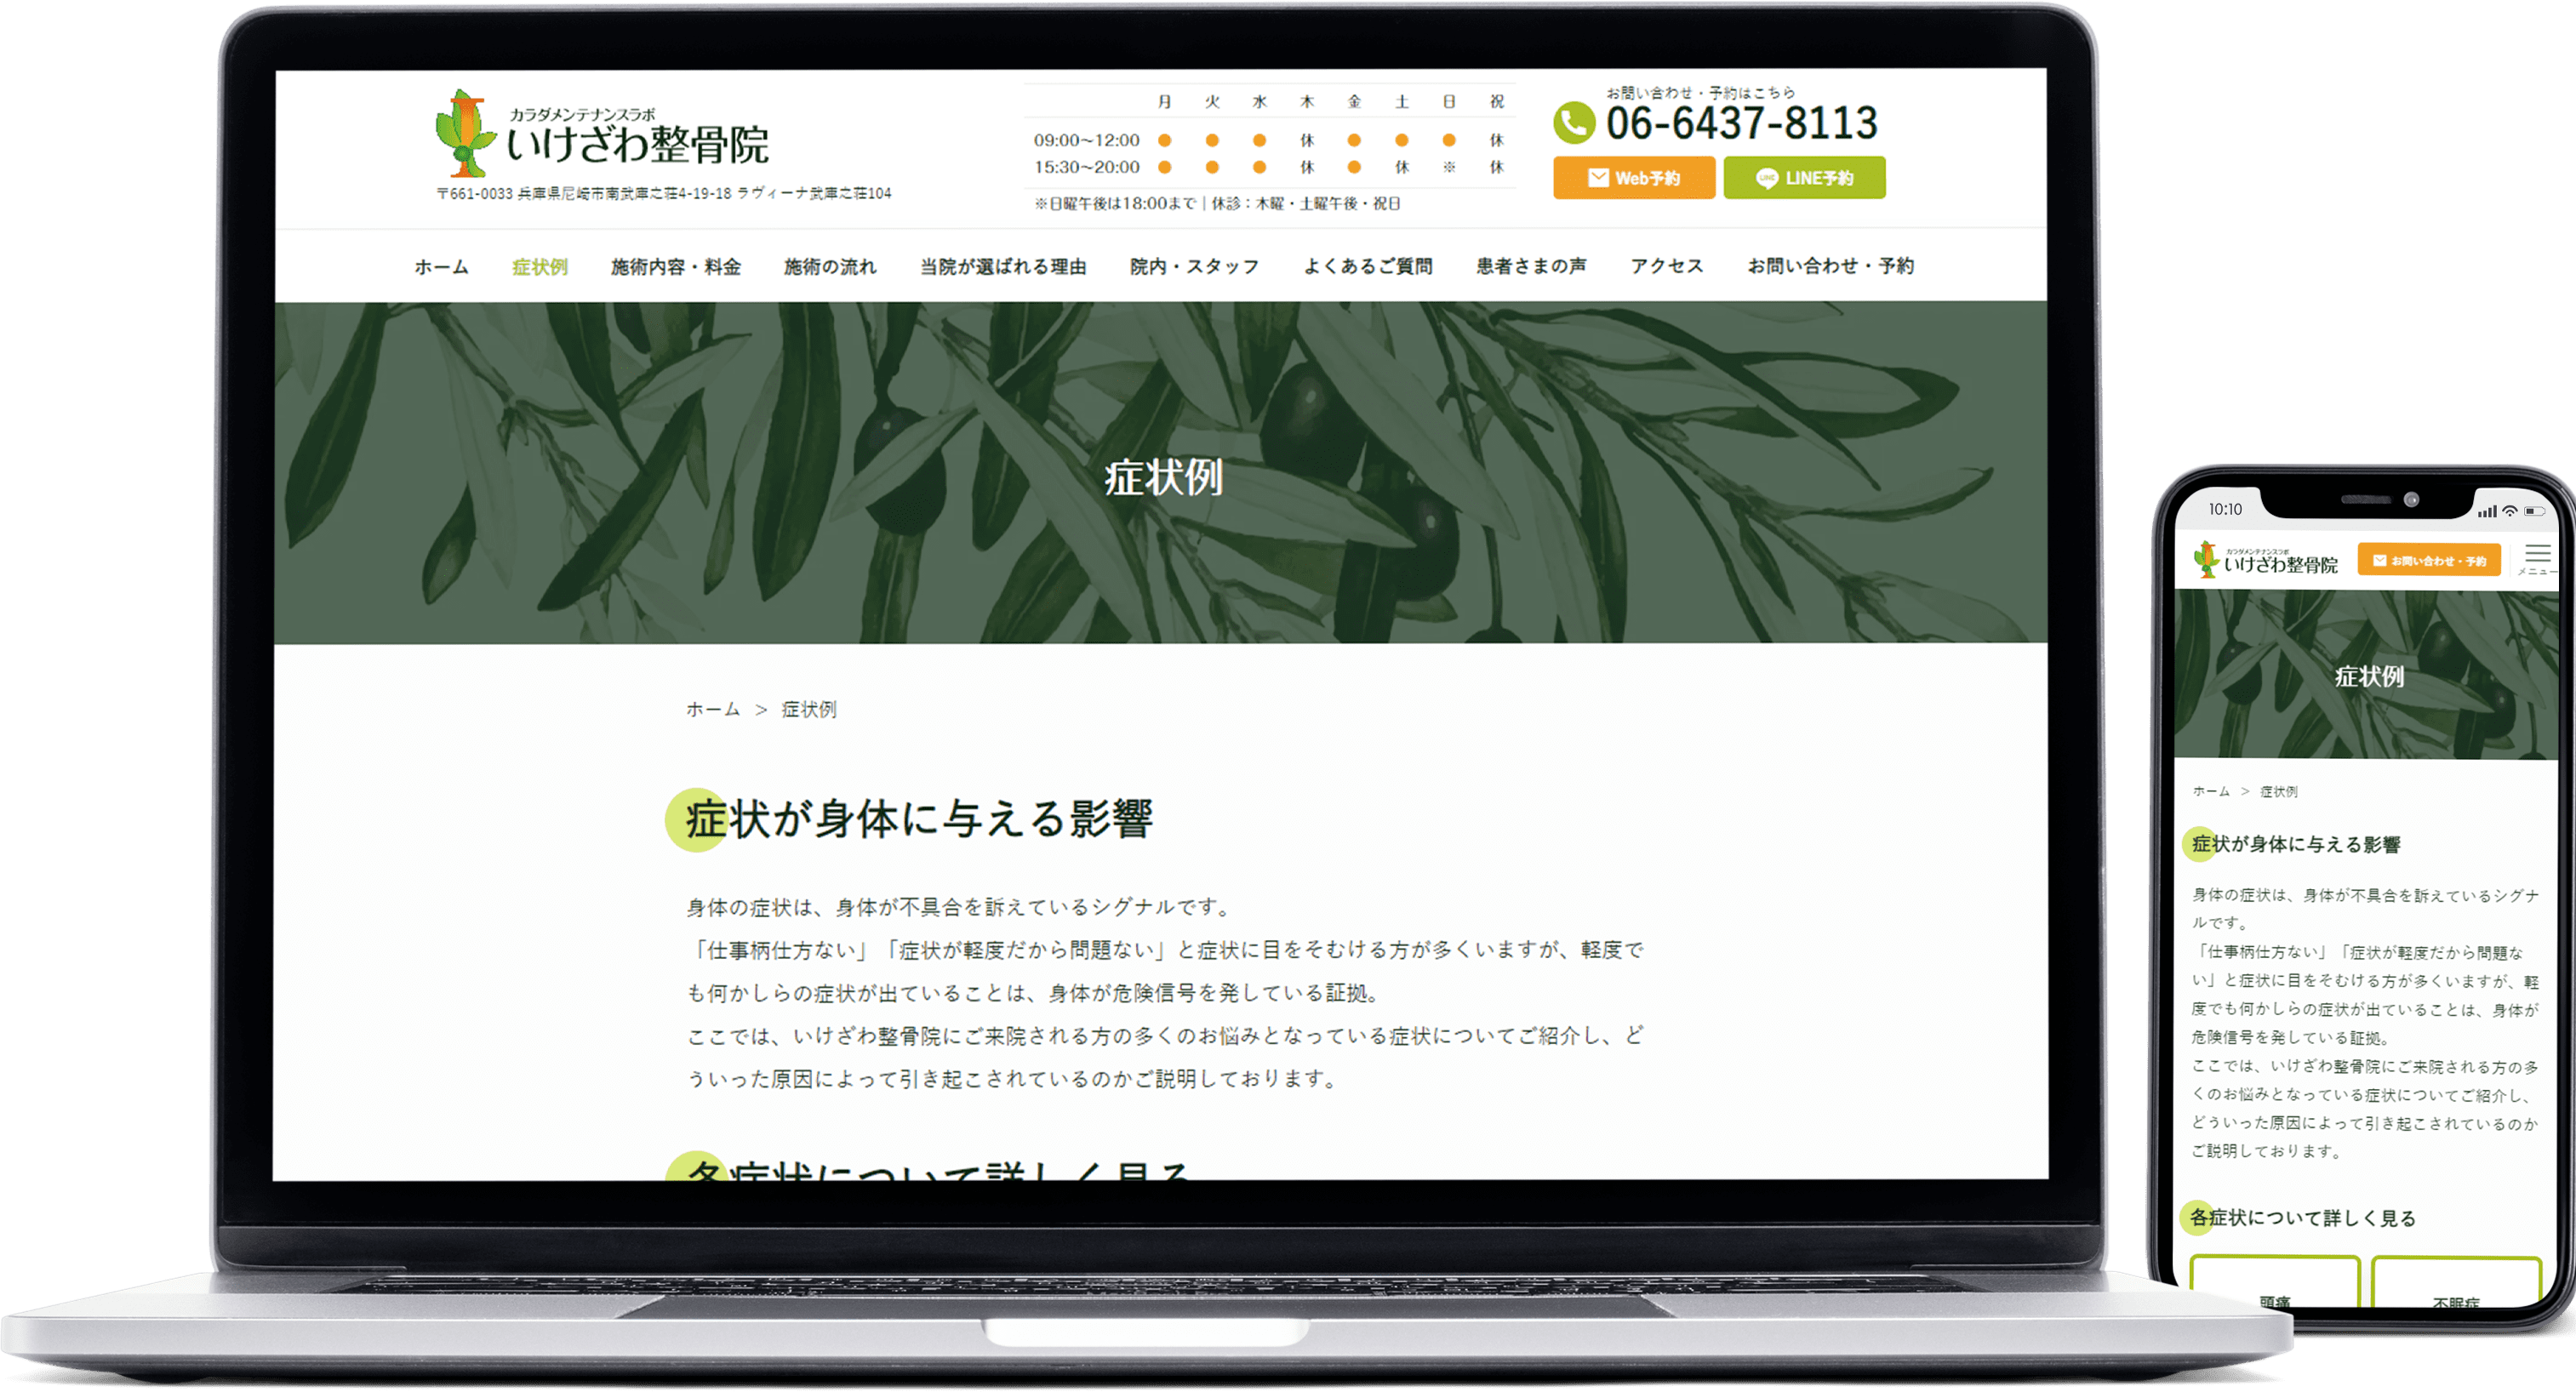 カラダメンテナンスラボ
いけざわ整骨院
〒661-0033 兵庫県尼崎市南武庫之荘4-19-18 ラヴィーナ武庫之荘104
月 火 水 木 金 土 日 祝
09:00～12:00 ● ● ● 休 ● ● ● 休
15:30～20:00 ● ● ● 休 ● 休 ※ 休
※日曜午後は18:00まで｜休診：木曜・土曜午後・祝日
お問い合わせ・予約はこちら
06-6437-8113
Web予約
LINE予約
ホーム 症状例 施術内容・料金 施術の流れ 当院が選ばれる理由 院内・スタッフ よくあるご質問 患者さまの声 アクセス お問い合わせ・予約
症状例
ホーム > 症状例
症状が身体に与える影響
身体の症状は、身体が不具合を訴えているシグナルです。
「仕事柄仕方ない」「症状が軽度だから問題ない」と症状に目をそむける方が多くいますが、軽度で
も何かしらの症状が出ていることは、身体が危険信号を発している証拠。
ここでは、いけざわ整骨院にご来院される方の多くのお悩みとなっている症状についてご紹介し、ど
ういった原因によって引き起こされているのかご説明しております。
各症状について詳しく見る
10:10
カラダメンテナンスラボ
いけざわ整骨院
お問い合わせ・予約
メニュー
症状例
ホーム > 症状例
症状が身体に与える影響
身体の症状は、身体が不具合を訴えているシグナ
ルです。
「仕事柄仕方ない」「症状が軽度だから問題な
い」と症状に目をそむける方が多くいますが、軽
度でも何かしらの症状が出ていることは、身体が
危険信号を発している証拠。
ここでは、いけざわ整骨院にご来院される方の多
くのお悩みとなっている症状についてご紹介し、
どういった原因によって引き起こされているのか
ご説明しております。
各症状について詳しく見る
頭痛
不眠症